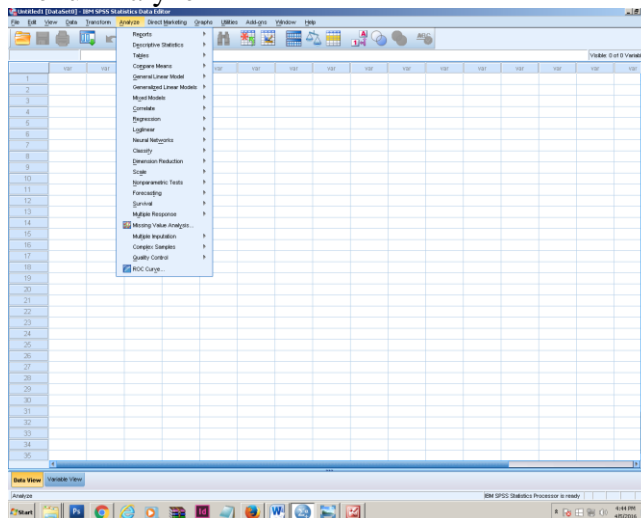 Untitled1 [DataSet0] - IBM SPSS Statistics Data Editor
File Edit View Data Transform Analyze Direct Marketing Graphs Utilities Add-ons Window Help
Visible: 0 of 0 Variab
var var var var var var var var var var var var var
Reports
Descriptive Statistics
Tables
Compare Means
General Linear Model
Generalized Linear Models
Mixed Models
Correlate
Regression
Loglinear
Neural Networks
Classify
Dimension Reduction
Scale
Nonparametric Tests
Forecasting
Survival
Multiple Response
Missing Value Analysis...
Multiple Imputation
Complex Samples
Quality Control
ROC Curve...
1
2
3
4
5
6
7
8
9
10
11
12
13
14
15
16
17
18
19
20
21
22
23
24
25
26
27
28
29
30
31
32
33
34
35
Data View Variable View
Analyze
IBM SPSS Statistics Processor is ready
Start
4:44 PM